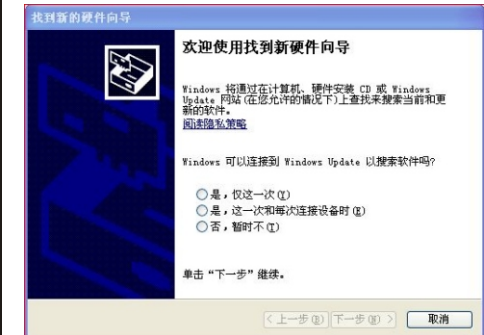 找到新的硬件向导
欢迎使用找到新硬件向导
Windows 将通过在计算机、硬件安装 CD 或 Windows
Update 网站(在您允许的情况下)上查找来搜索当前和更
新的软件。
阅读隐私策略
Windows 可以连接到 Windows Update 以搜索软件吗?
是，仅这一次(Y)
是，这一次和每次连接设备时(E)
否，暂时不(T)
单击“下一步”继续。
<上一步(B) 下一步(N)> 取消